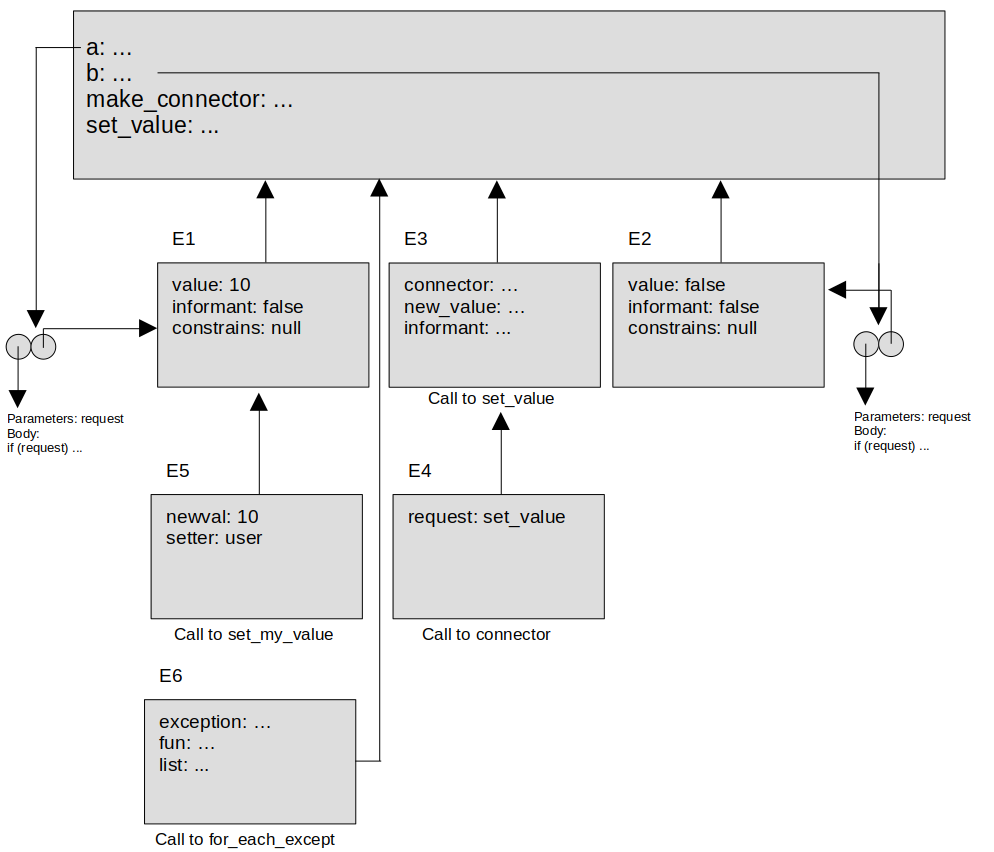 a: ...
b: ...
make_connector: ...
set_value: ...
E1
E3
E2
value: 10
informant: false
constrains: null
connector: ...
new_value: ...
informant: ...
value: false
informant: false
constrains: null
Call to set_value
Parameters: request
Body:
if (request) ...
Parameters: request
Body:
if (request) ...
E5
E4
newval: 10
setter: user
request: set_value
Call to set_my_value
Call to connector
E6
exception: ...
fun: ...
list: ...
Call to for_each_except